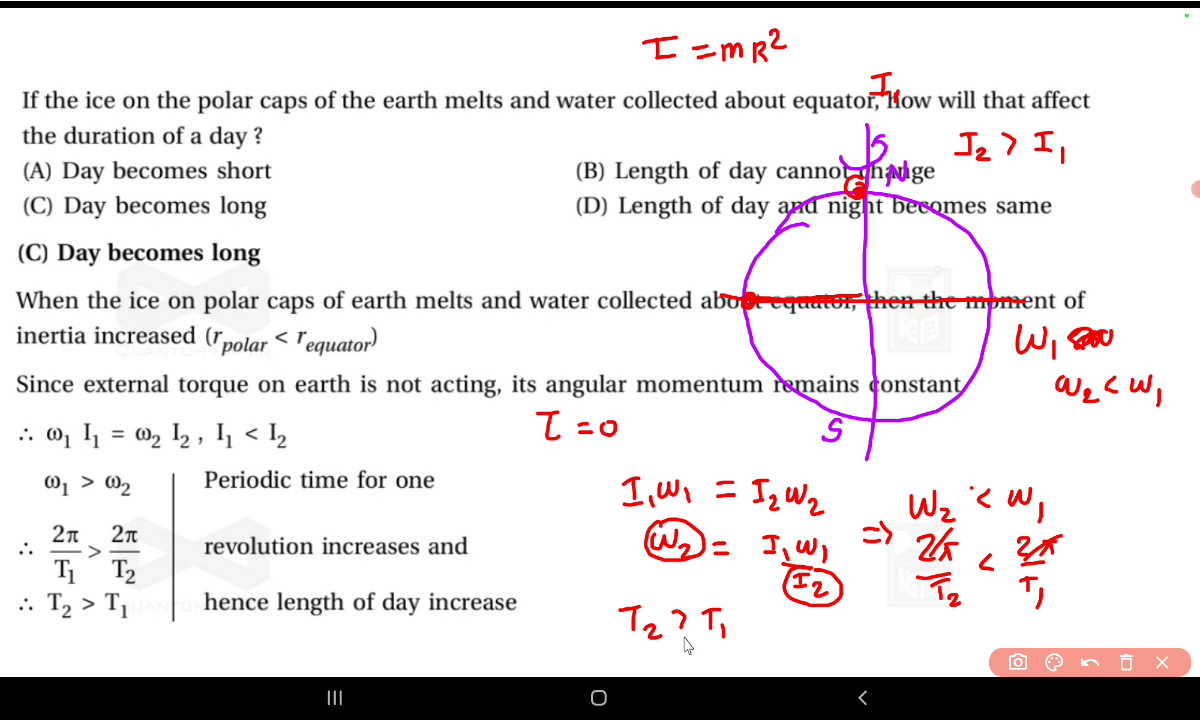 I = mR²
I₁
If the ice on the polar caps of the earth melts and water collected about equator, how will that affect
the duration of a day ?
I₂ > I₁
(A) Day becomes short
(B) Length of day cannot change
N
(C) Day becomes long
(D) Length of day and night becomes same
(C) Day becomes long
When the ice on polar caps of earth melts and water collected about equator, then the moment of
inertia increased (r_polar < r_equator)
ω₁
Since external torque on earth is not acting, its angular momentum remains constant
ω₂ < ω₁
∴ ω₁ I₁ = ω₂ I₂ , I₁ < I₂
τ = 0
S
ω₁ > ω₂
Periodic time for one
∴ 2π/T₁ > 2π/T₂
revolution increases and
∴ T₂ > T₁
hence length of day increase
I₁ω₁ = I₂ω₂
ω₂ = I₁ω₁/I₂
⇒ ω₂ < ω₁
2π/T₂ < 2π/T₁
T₂ > T₁